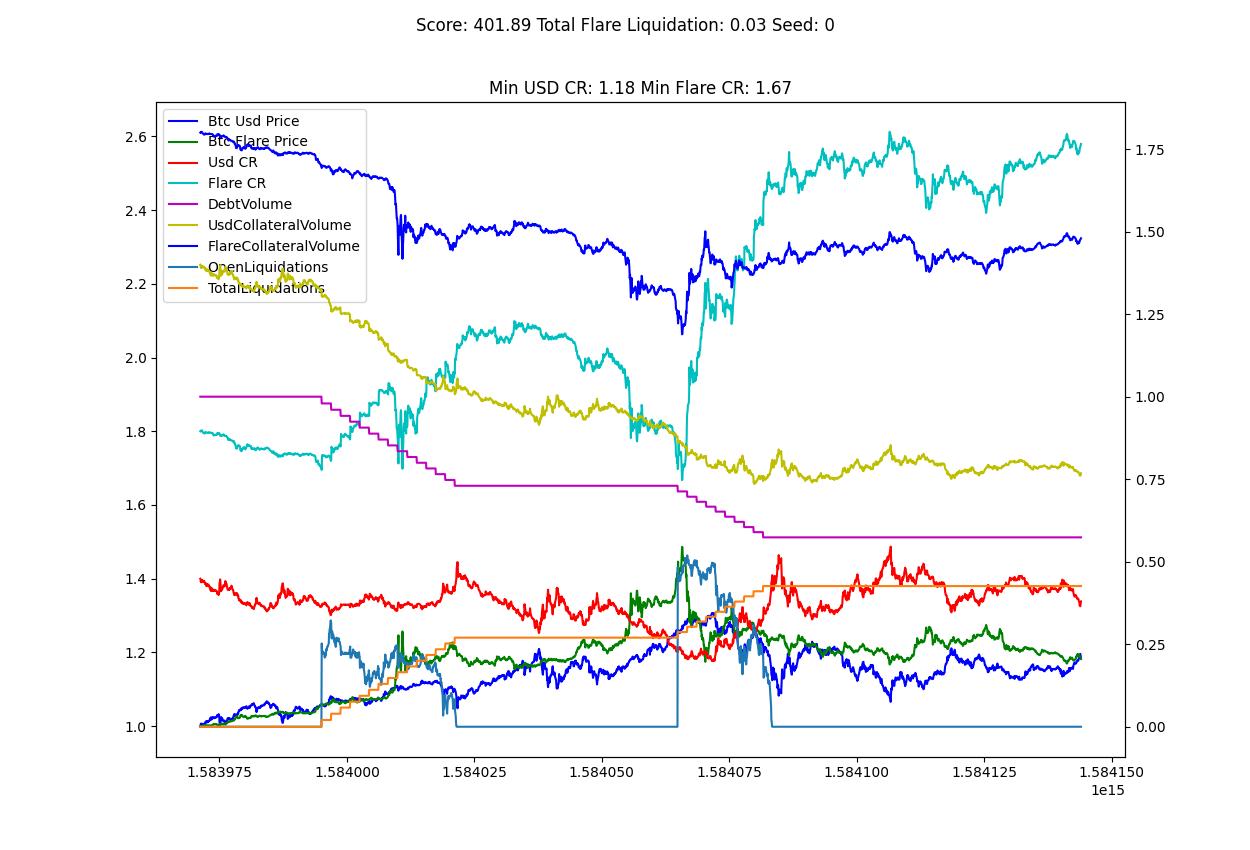 Score: 401.89 Total Flare Liquidation: 0.03 Seed: 0
Min USD CR: 1.18 Min Flare CR: 1.67
Btc Usd Price
Btc Flare Price
Usd CR
Flare CR
DebtVolume
UsdCollateralVolume
FlareCollateralVolume
OpenLiquidations
TotalLiquidations
2.6
2.4
2.2
2.0
1.8
1.6
1.4
1.2
1.0
1.75
1.50
1.25
1.00
0.75
0.50
0.25
0.00
1.583975 1.584000 1.584025 1.584050 1.584075 1.584100 1.584125 1.584150
1e15